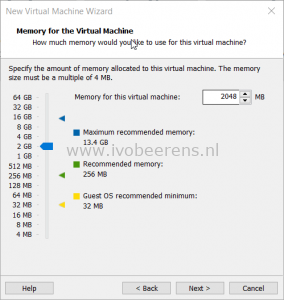 New Virtual Machine Wizard
Memory for the Virtual Machine
How much memory would you like to use for this virtual machine?
Specify the amount of memory allocated to this virtual machine. The memory
size must be a multiple of 4 MB.
64 GB
Memory for this virtual machine: 2048 MB
32 GB
16 GB
8 GB
Maximum recommended memory:
4 GB
13.4 GB
2 GB
www.ivobeerens.nl
1 GB
512 MB
Recommended memory:
256 MB
256 MB
128 MB
64 MB
Guest OS recommended minimum:
32 MB
32 MB
16 MB
8 MB
4 MB
Help
< Back
Next >
Cancel